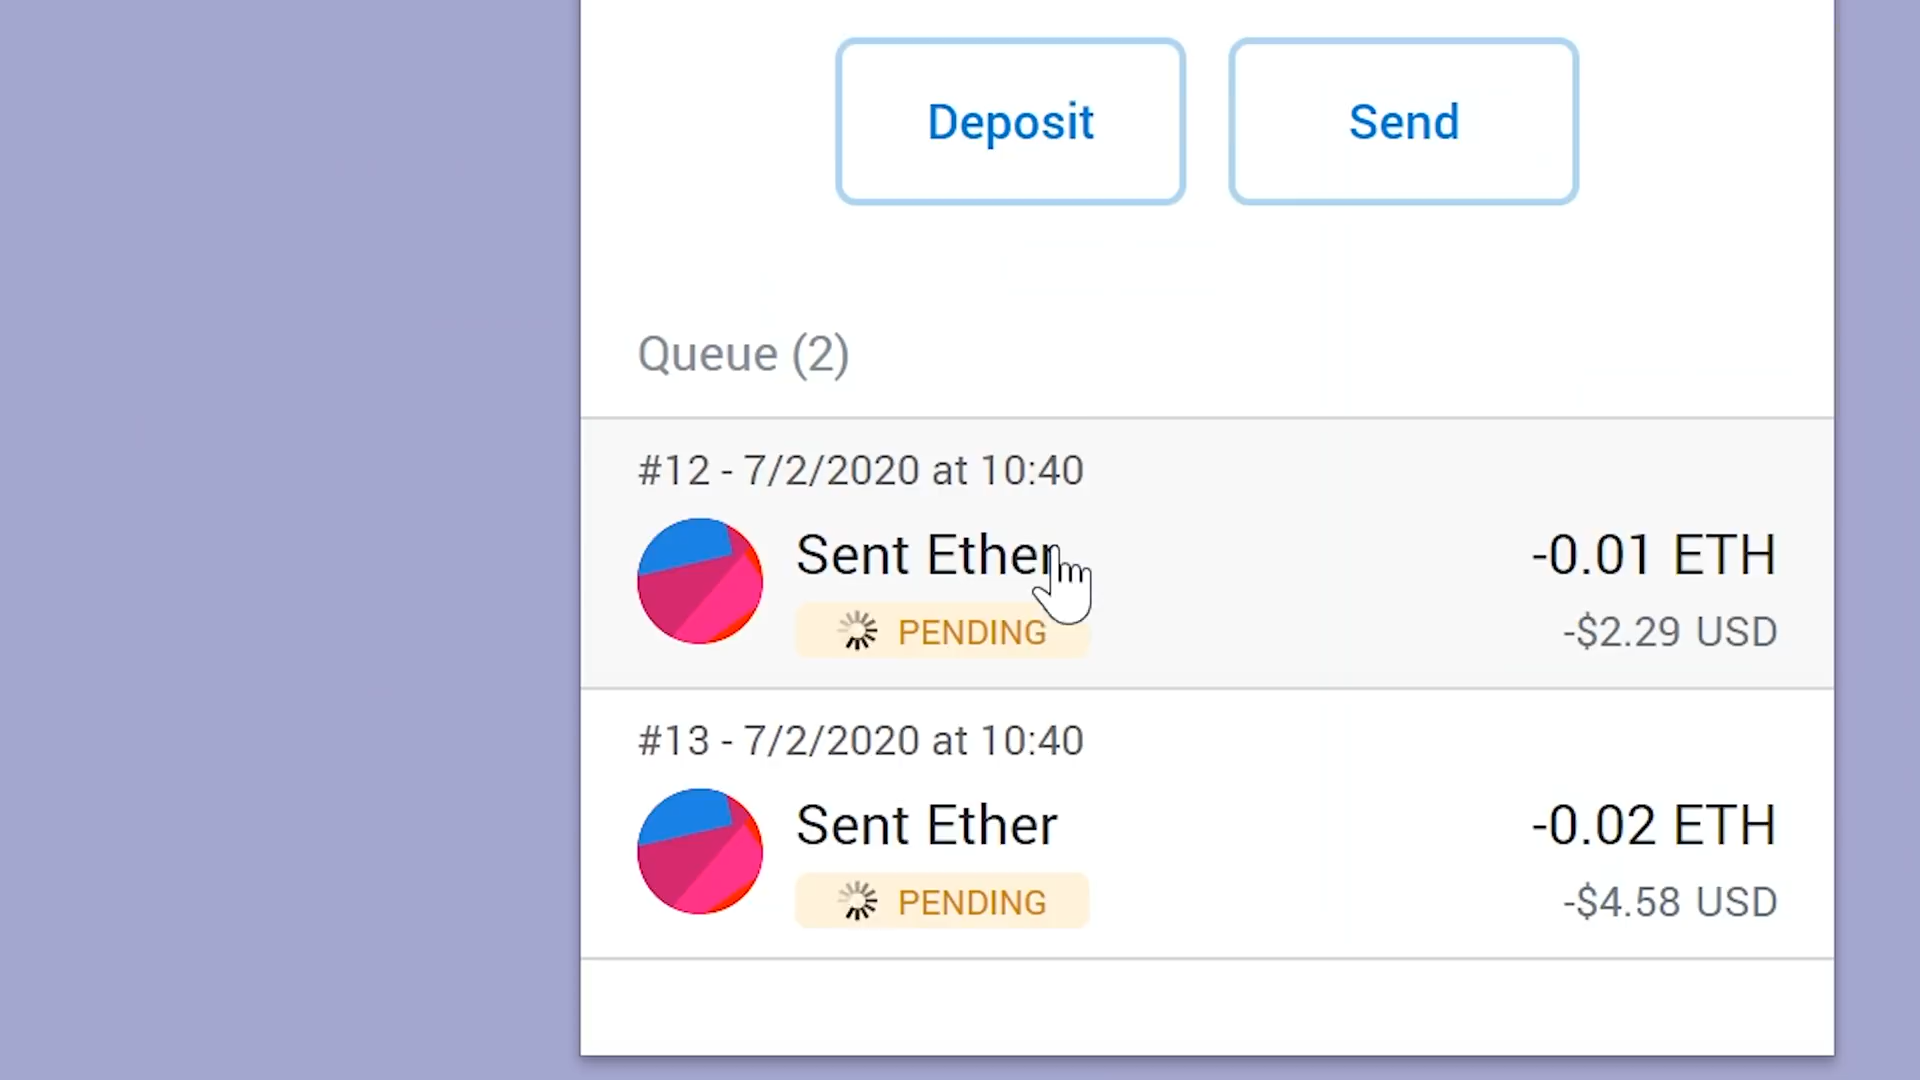 Deposit
Send
Queue (2)
#12 - 7/2/2020 at 10:40
Sent Ether
-0.01 ETH
PENDING
-$2.29 USD
#13 - 7/2/2020 at 10:40
Sent Ether
-0.02 ETH
PENDING
-$4.58 USD